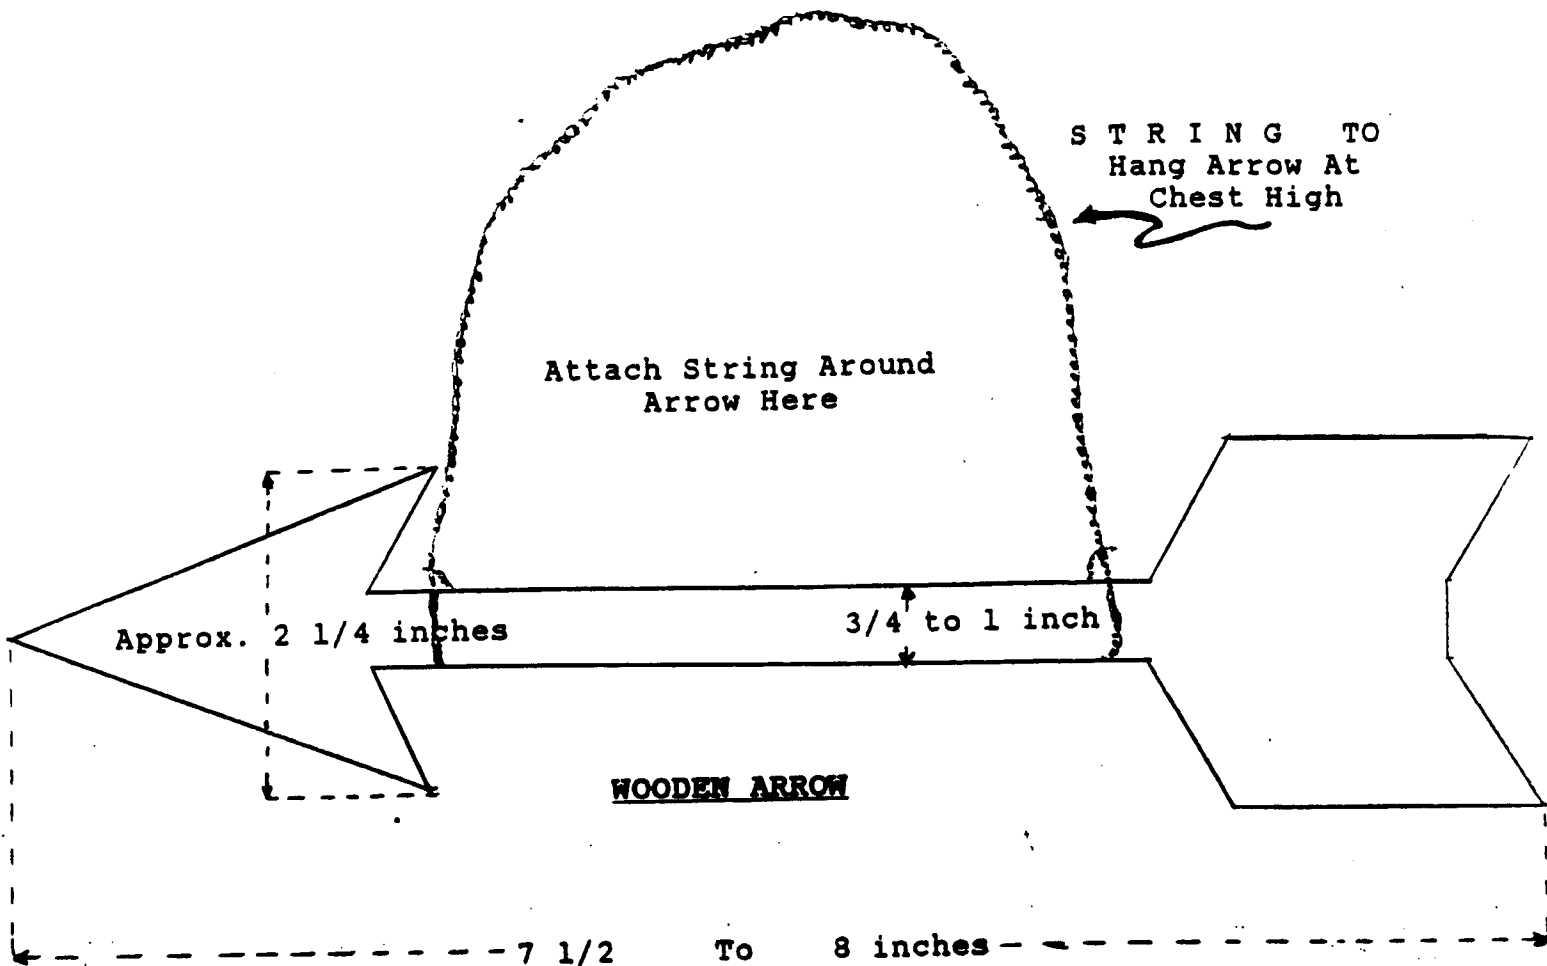 S T R I N G TO
Hang Arrow At
Chest High
Attach String Around
Arrow Here
Approx. 2 1/4 inches
3/4 to 1 inch
WOODEN ARROW
7 1/2 To 8 inches